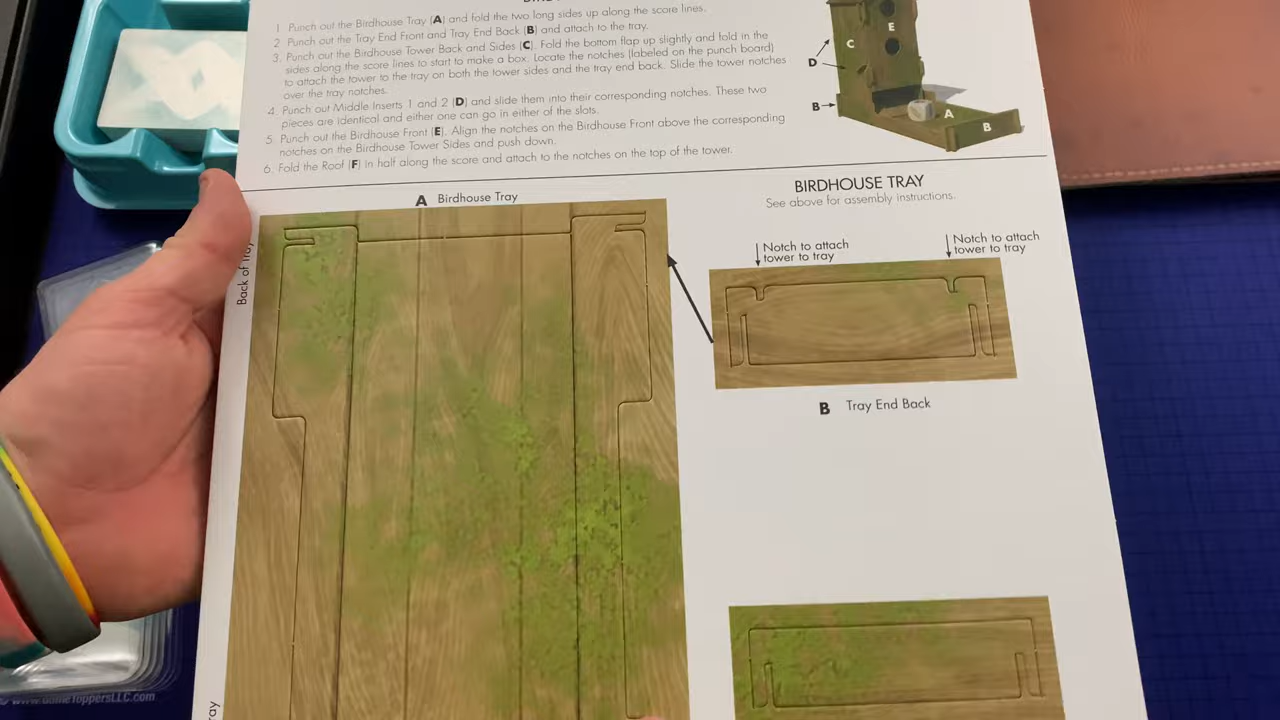 1 Punch out the Birdhouse Tray (A) and fold the two long sides up along the score lines.
2 Punch out the Tray End Front and Tray End Back (B) and attach to the tray.
3. Punch out the Birdhouse Tower Back and Sides (C). Fold the bottom flap up slightly and fold in the
sides along the score lines to start to make a box. Locate the notches (labeled on the punch board)
to attach the tower to the tray on both the tower sides and the tray end back. Slide the tower notches
over the tray notches.
4. Punch out Middle Inserts 1 and 2 (D) and slide them into their corresponding notches. These two
pieces are identical and either one can go in either of the slots.
5. Punch out the Birdhouse Front (E). Align the notches on the Birdhouse Front above the corresponding
notches on the Birdhouse Tower Sides and push down.
6. Fold the Roof (F) in half along the score and attach to the notches on the top of the tower.
E
C
D
B
A
B
A Birdhouse Tray
BIRDHOUSE TRAY
See above for assembly instructions.
Back of Tray
Notch to attach
tower to tray
Notch to attach
tower to tray
B Tray End Back
www.GameToppersLLC.com